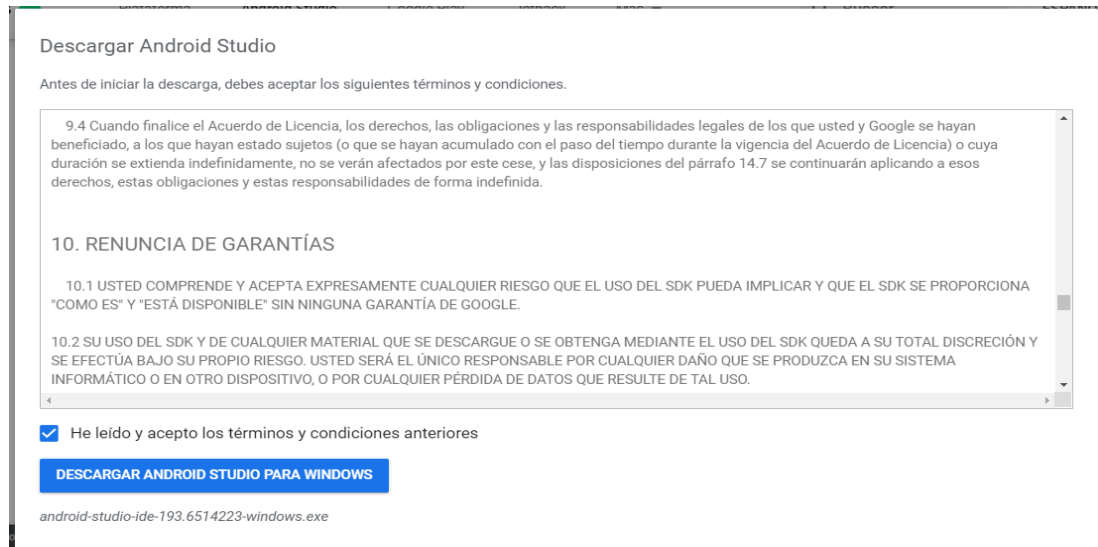 Descargar Android Studio
Antes de iniciar la descarga, debes aceptar los siguientes términos y condiciones.
9.4 Cuando finalice el Acuerdo de Licencia, los derechos, las obligaciones y las responsabilidades legales de los que usted y Google se hayan
beneficiado, a los que hayan estado sujetos (o que se hayan acumulado con el paso del tiempo durante la vigencia del Acuerdo de Licencia) o cuya
duración se extienda indefinidamente, no se verán afectados por este cese, y las disposiciones del párrafo 14.7 se continuarán aplicando a esos
derechos, estas obligaciones y estas responsabilidades de forma indefinida.
10. RENUNCIA DE GARANTÍAS
10.1 USTED COMPRENDE Y ACEPTA EXPRESAMENTE CUALQUIER RIESGO QUE EL USO DEL SDK PUEDA IMPLICAR Y QUE EL SDK SE PROPORCIONA
"COMO ES" Y "ESTÁ DISPONIBLE" SIN NINGUNA GARANTÍA DE GOOGLE.
10.2 SU USO DEL SDK Y DE CUALQUIER MATERIAL QUE SE DESCARGUE O SE OBTENGA MEDIANTE EL USO DEL SDK QUEDA A SU TOTAL DISCRECIÓN Y
SE EFECTÚA BAJO SU PROPIO RIESGO. USTED SERÁ EL ÚNICO RESPONSABLE POR CUALQUIER DAÑO QUE SE PRODUZCA EN SU SISTEMA
INFORMÁTICO O EN OTRO DISPOSITIVO, O POR CUALQUIER PÉRDIDA DE DATOS QUE RESULTE DE TAL USO.
He leído y acepto los términos y condiciones anteriores
DESCARGAR ANDROID STUDIO PARA WINDOWS
android-studio-ide-193.6514223-windows.exe